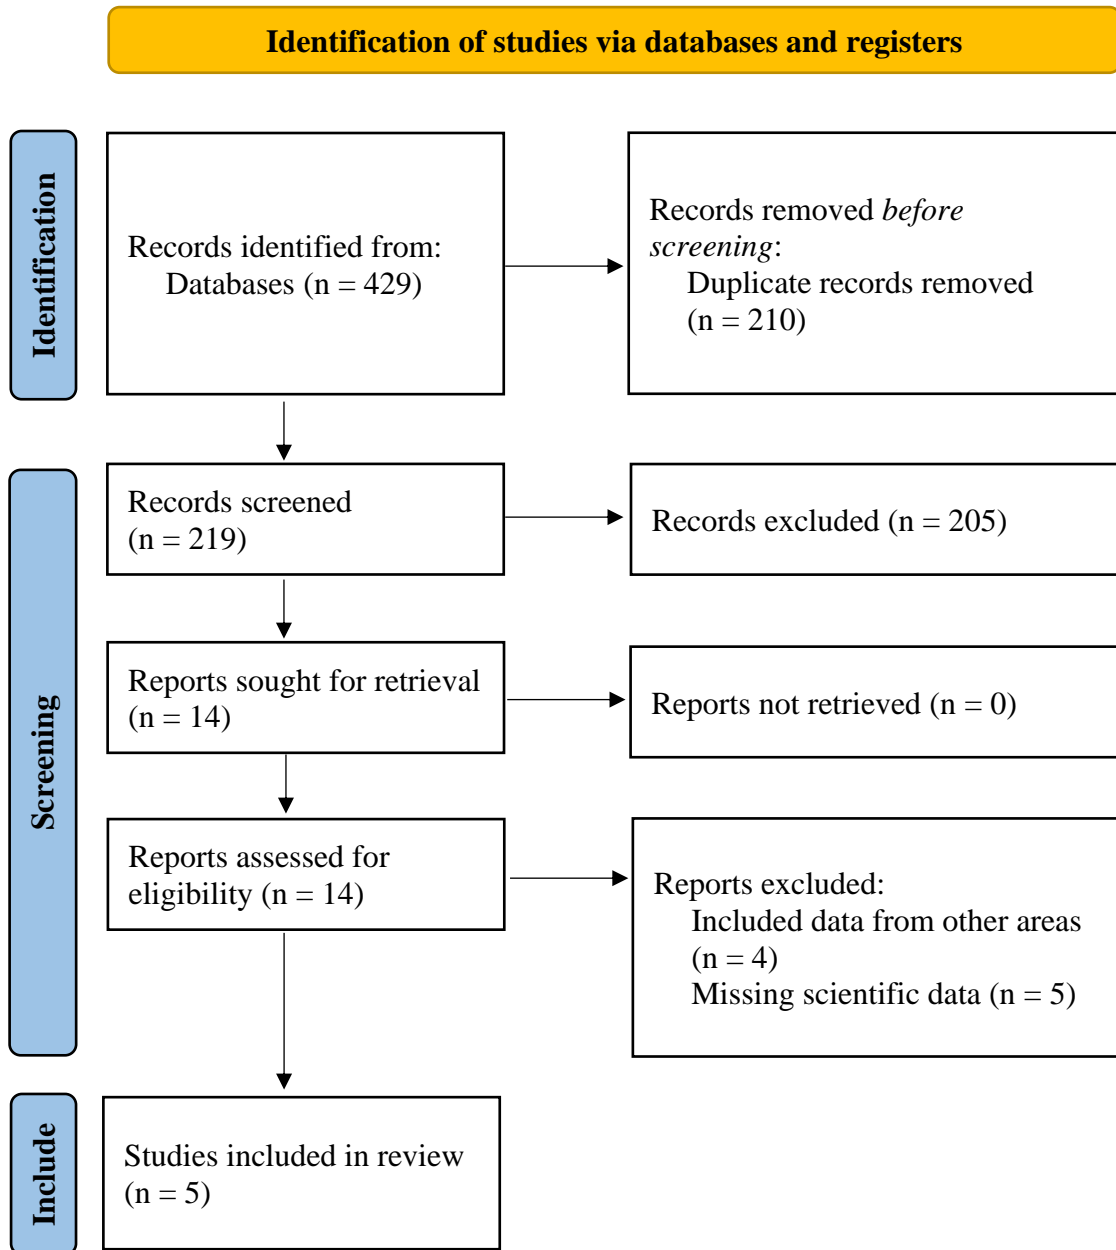 Identification of studies via databases and registers
Identification
Records identified from:
Databases (n = 429)
Records removed before
screening:
Duplicate records removed
(n = 210)
Screening
Records screened
(n = 219)
Records excluded (n = 205)
Reports sought for retrieval
(n = 14)
Reports not retrieved (n = 0)
Reports assessed for
eligibility (n = 14)
Reports excluded:
Included data from other areas
(n = 4)
Missing scientific data (n = 5)
Include
Studies included in review
(n = 5)